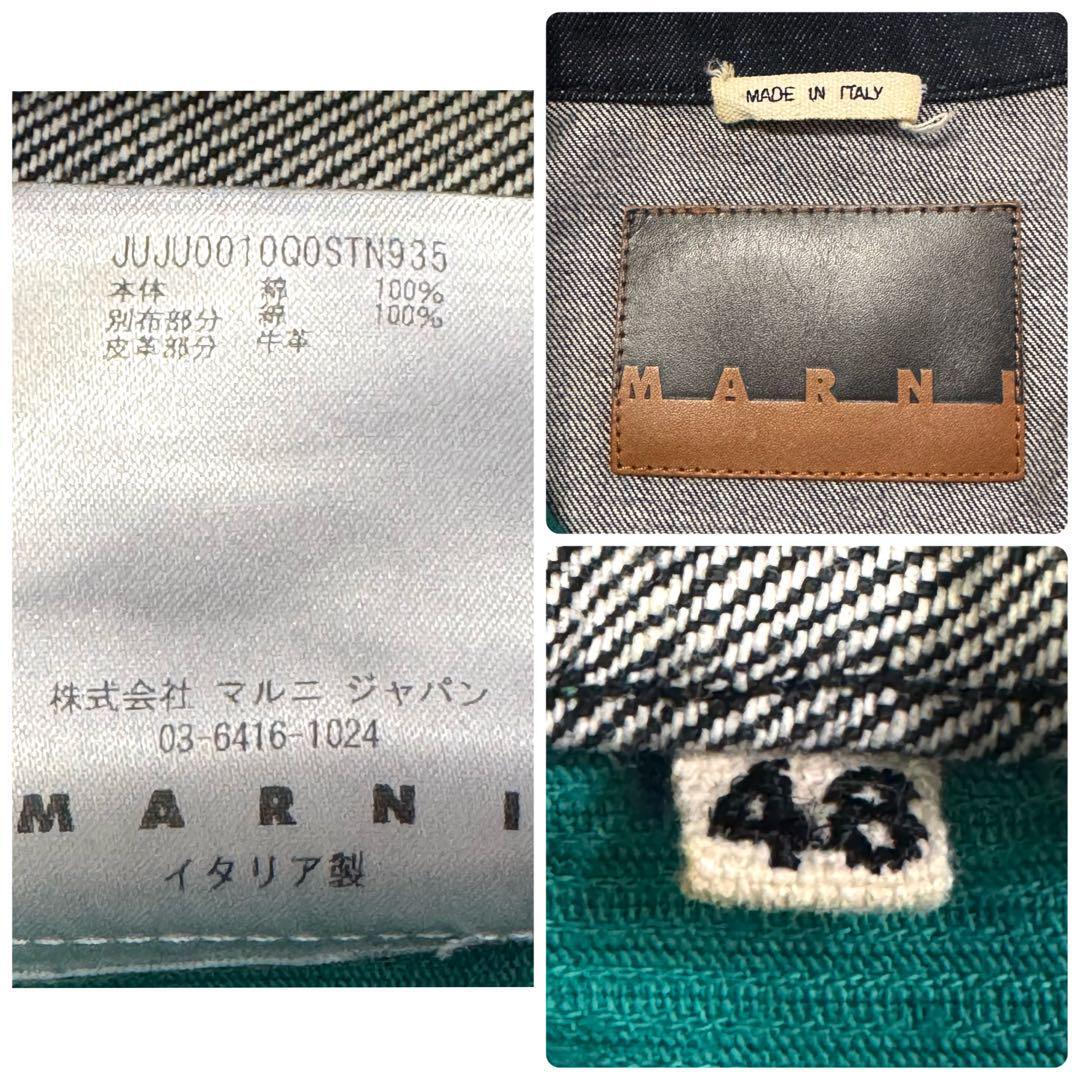 JUJU0010Q0STN935
本体 綿 100%
別布部分 綿 100%
皮革部分 牛革
株式会社 マルニ ジャパン
03-6416-1024
MARNI
イタリア製
MADE IN ITALY
MARNI
48